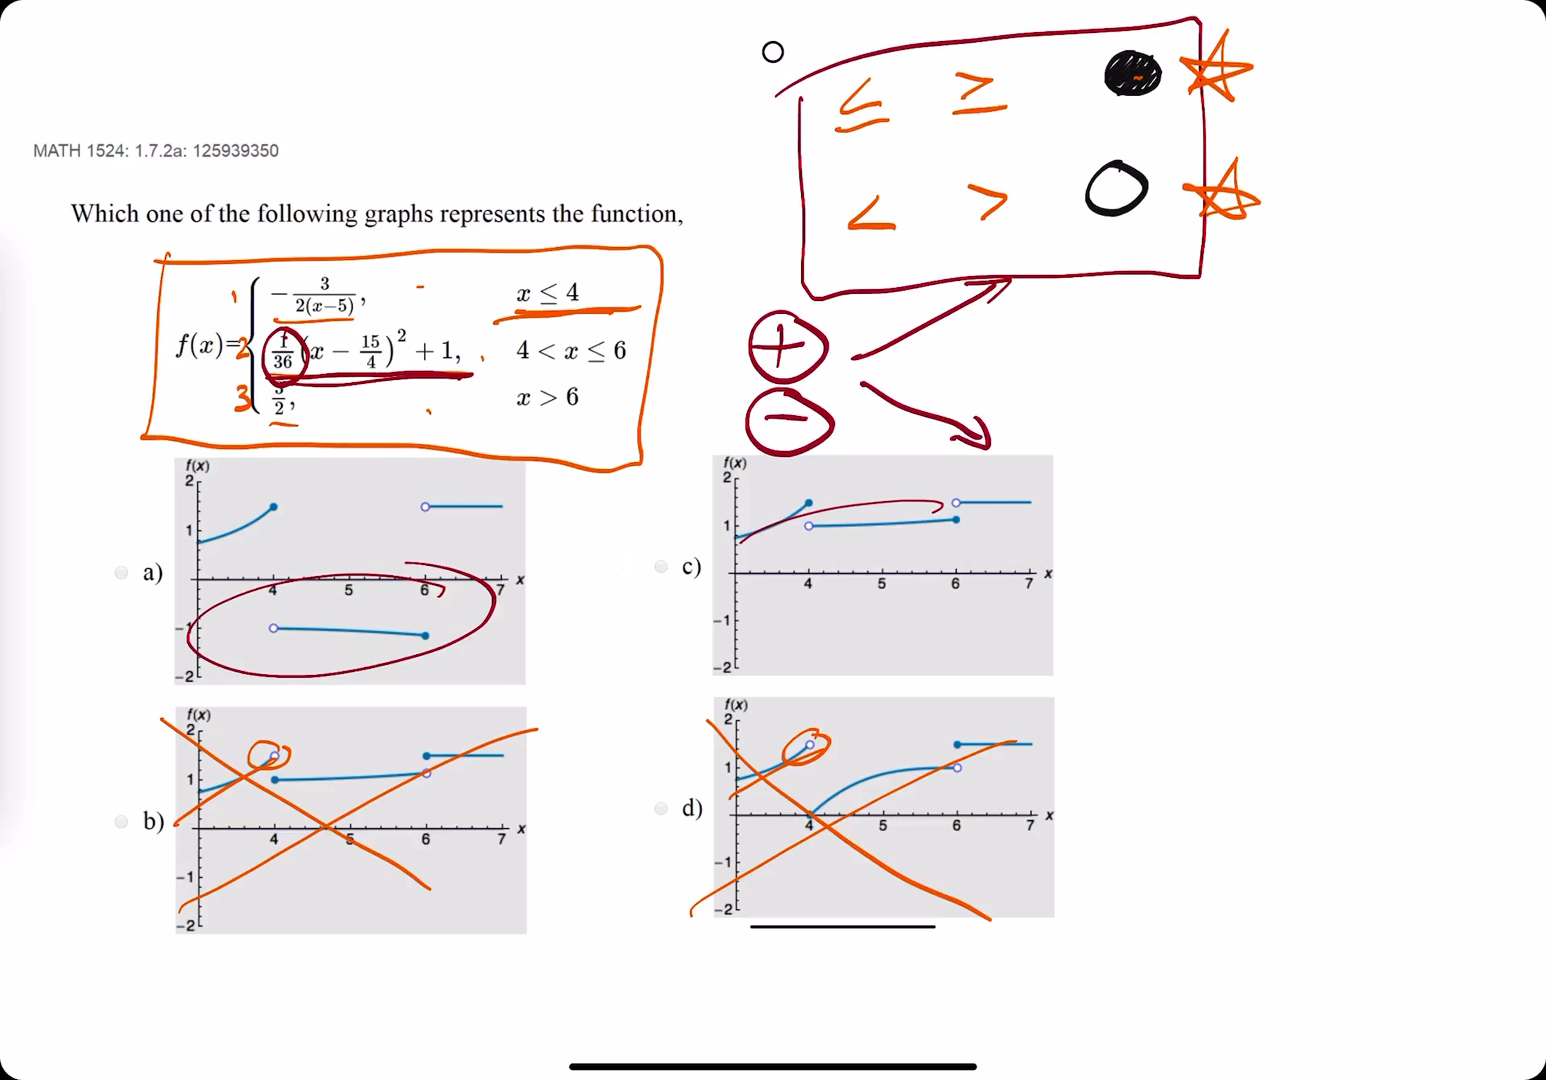 ≤ ≥
< >
MATH 1524: 1.7.2a: 125939350
Which one of the following graphs represents the function,
1 −3/(2(x−5)), x ≤ 4
f(x)= 2 1/36 (x − 15/4)² + 1, 4 < x ≤ 6
3 3/2, x > 6
+
−
a)
f(x)
2
1
−1
−2
4 5 6 7 x
c)
f(x)
2
1
−1
−2
4 5 6 7 x
b)
f(x)
2
1
−1
−2
4 5 6 7 x
d)
f(x)
2
1
−1
−2
4 5 6 7 x